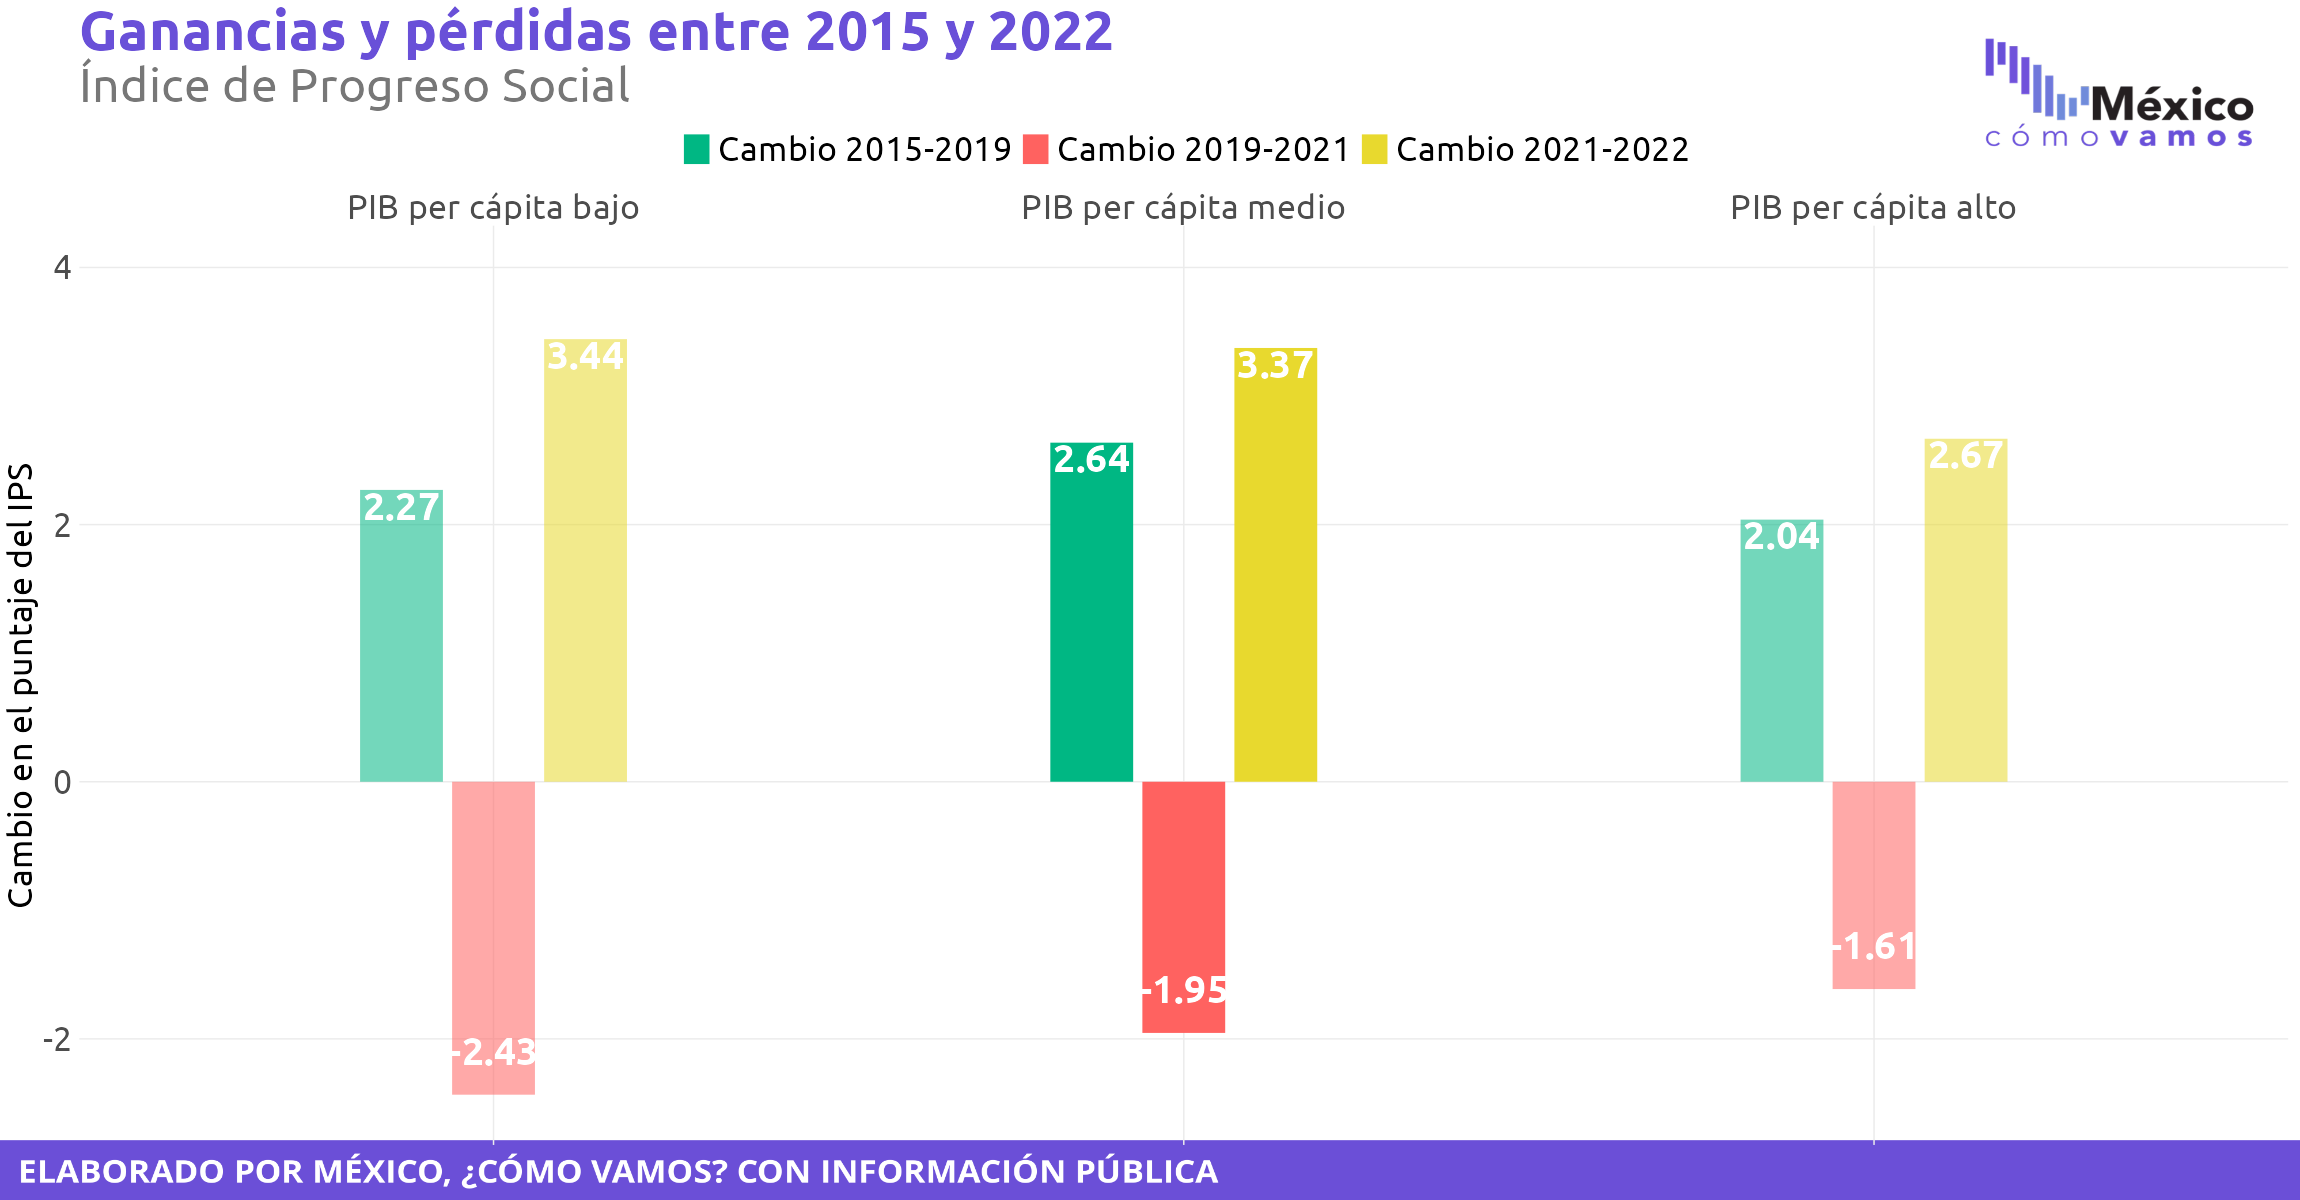 Ganancias y pérdidas entre 2015 y 2022
Índice de Progreso Social
México
cómovamos
Cambio 2015-2019 Cambio 2019-2021 Cambio 2021-2022
PIB per cápita bajo PIB per cápita medio PIB per cápita alto
Cambio en el puntaje del IPS
4
2
0
-2
2.27
-2.43
3.44
2.64
-1.95
3.37
2.04
-1.61
2.67
ELABORADO POR MÉXICO, ¿CÓMO VAMOS? CON INFORMACIÓN PÚBLICA